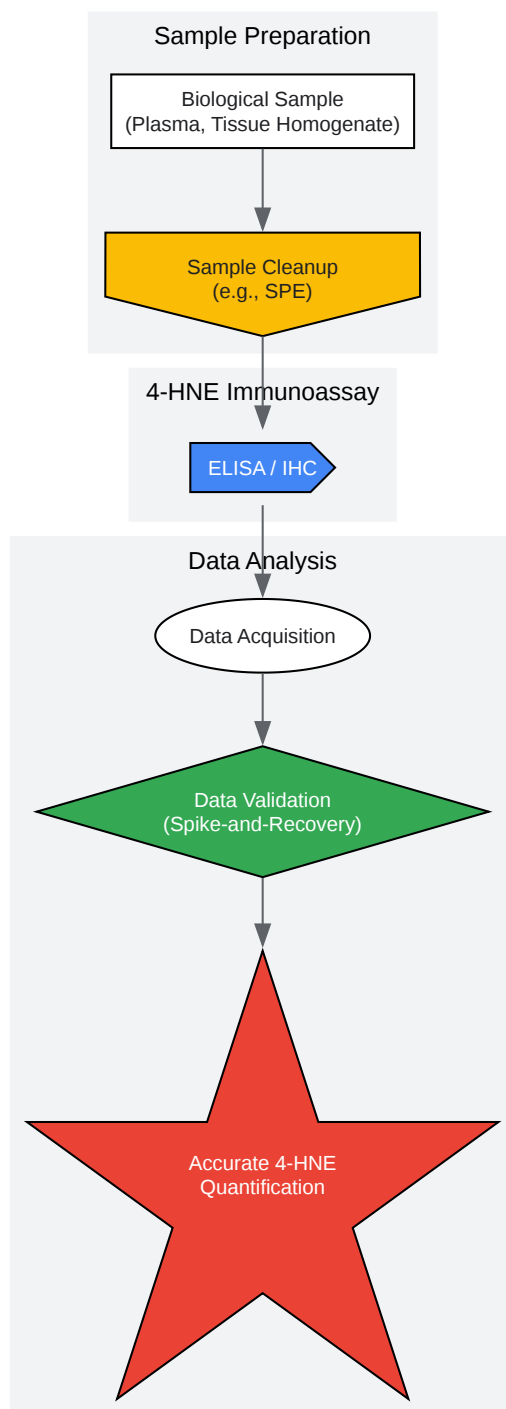 Sample Preparation
Biological Sample
(Plasma, Tissue Homogenate)
Sample Cleanup
(e.g., SPE)
4-HNE Immunoassay
ELISA / IHC
Data Analysis
Data Acquisition
Data Validation
(Spike-and-Recovery)
Accurate 4-HNE
Quantification